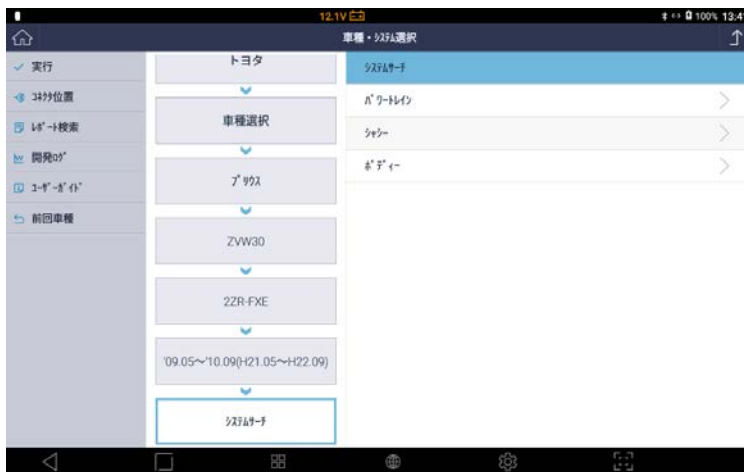 12.1V
100% 13:4
車種・システム選択
実行
コネクタ位置
レポート検索
開発ログ
ユーザーガイド
前回車種
トヨタ
車種選択
プリウス
ZVW30
2ZR-FXE
'09.05～'10.09(H21.05～H22.09)
システムサーチ
システムサーチ
パワートレイン
シャシー
ボディー